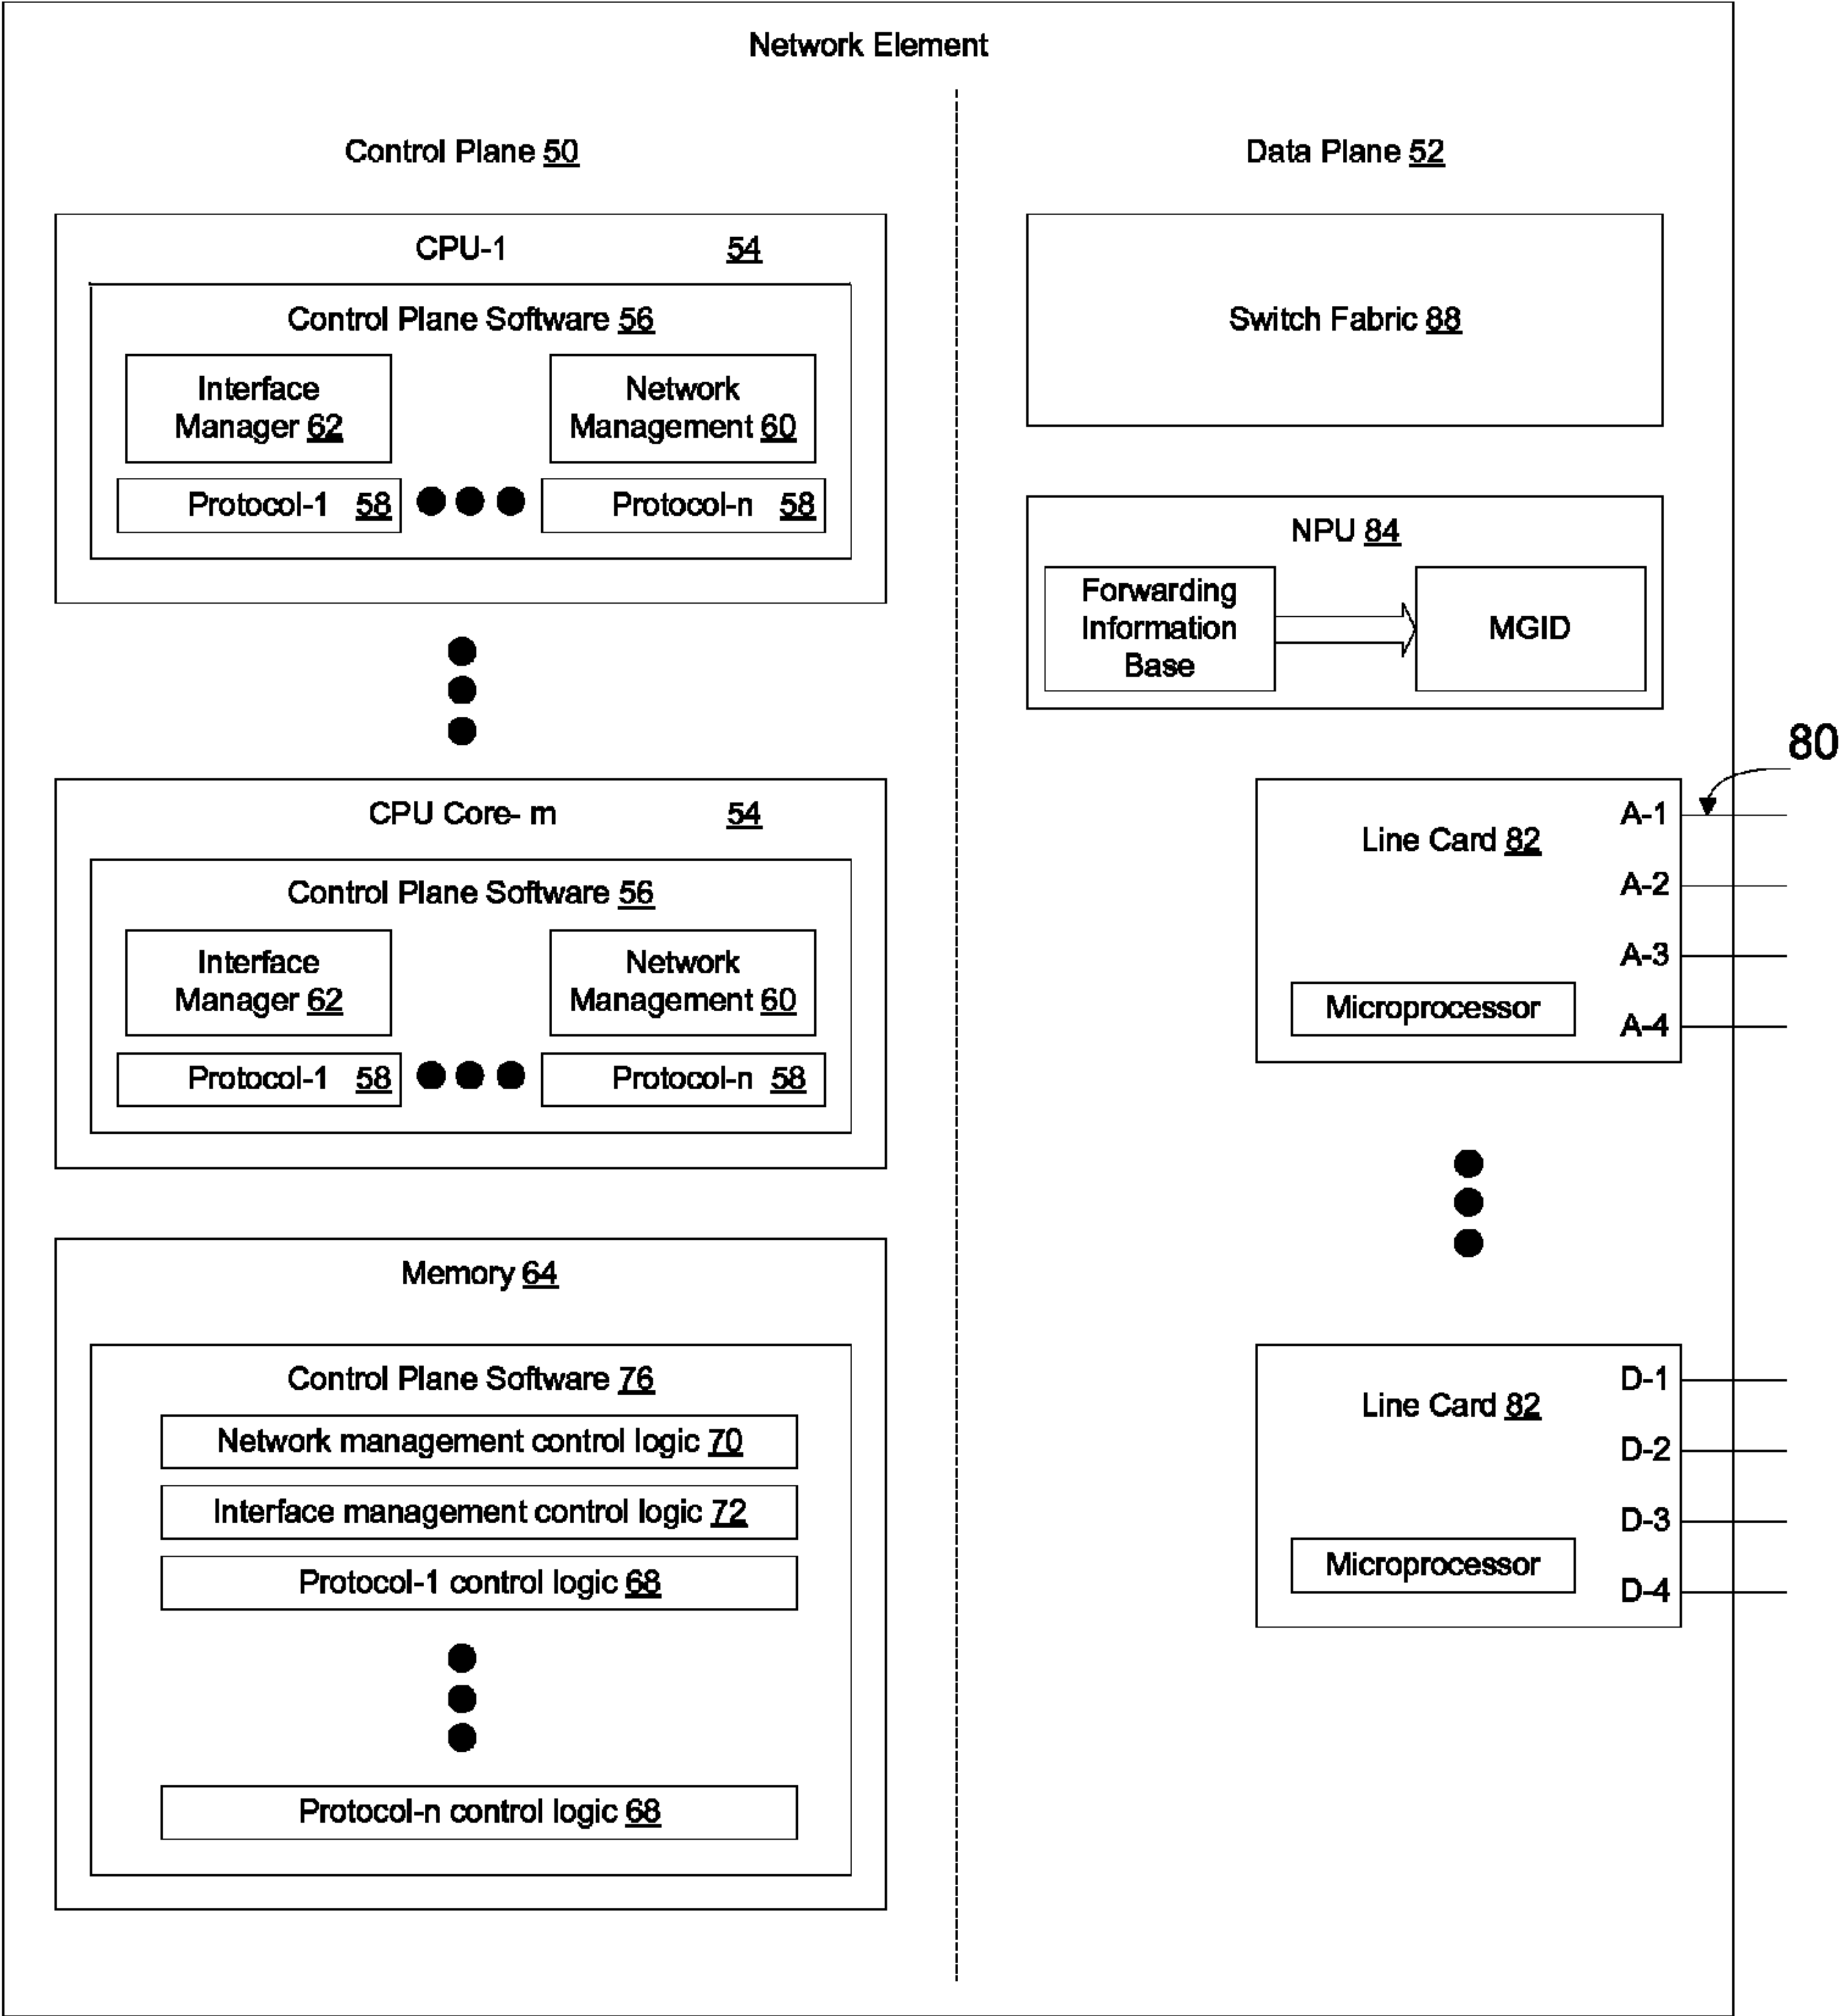 Network Element
Control Plane 50
CPU-1 54
Control Plane Software 56
Interface
Manager 62
Network
Management 60
Protocol-1 58
Protocol-n 58
CPU Core- m 54
Control Plane Software 56
Interface
Manager 62
Network
Management 60
Protocol-1 58
Protocol-n 58
Memory 64
Control Plane Software 76
Network management control logic 70
Interface management control logic 72
Protocol-1 control logic 68
Protocol-n control logic 68
Data Plane 52
Switch Fabric 88
NPU 84
Forwarding
Information
Base
MGID
80
Line Card 82
A-1
A-2
A-3
A-4
Microprocessor
Line Card 82
D-1
D-2
D-3
D-4
Microprocessor